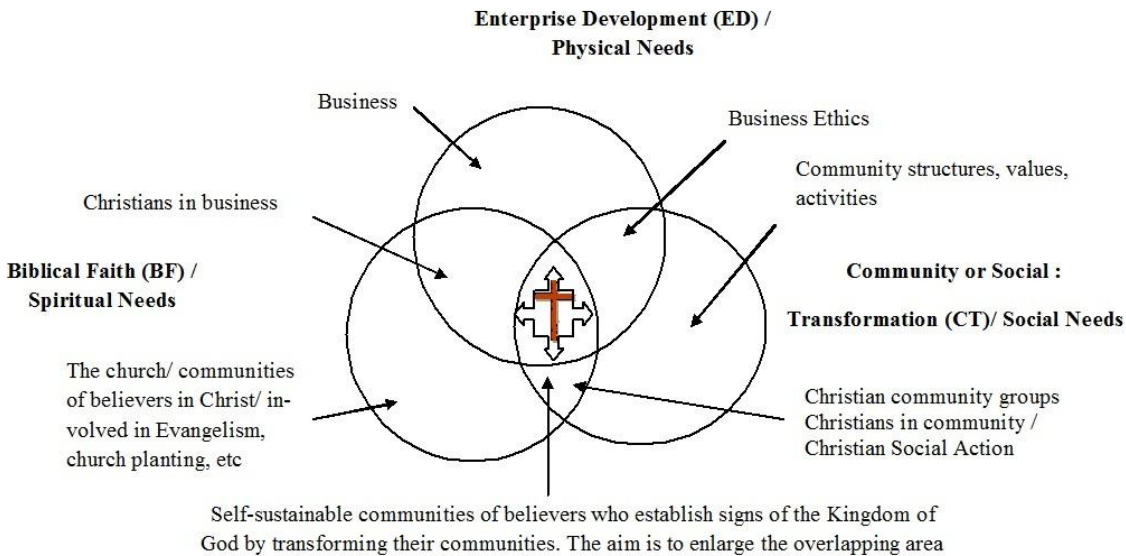 Enterprise Development (ED) /
Physical Needs
Business
Business Ethics
Community structures, values,
activities
Christians in business
Biblical Faith (BF) /
Spiritual Needs
Community or Social :
Transformation (CT)/ Social Needs
The church/ communities
of believers in Christ/ in-
volved in Evangelism,
church planting, etc
Christian community groups
Christians in community /
Christian Social Action
Self-sustainable communities of believers who establish signs of the Kingdom of
God by transforming their communities. The aim is to enlarge the overlapping area